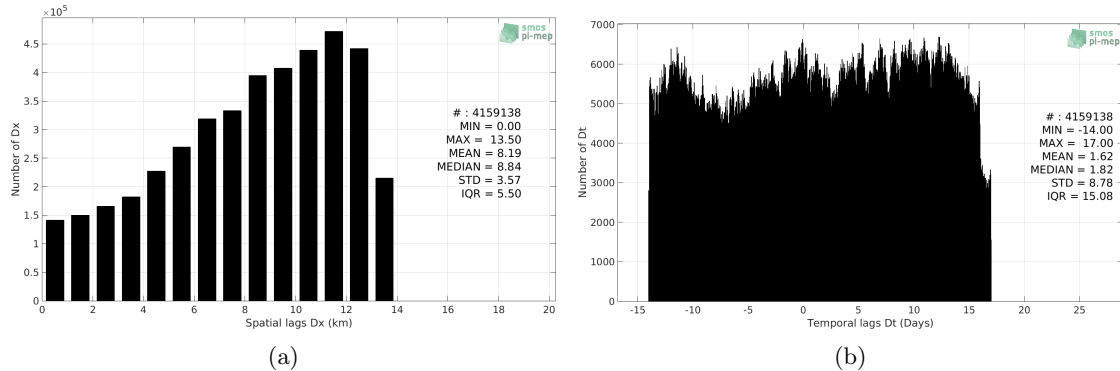 ×10⁵
4.5
4
3.5
3
2.5
2
1.5
1
0.5
0
Number of Dx
0 2 4 6 8 10 12 14 16 18 20
Spatial lags Dx (km)
smos
pi-mep
# : 4159138
MIN = 0.00
MAX = 13.50
MEAN = 8.19
MEDIAN = 8.84
STD = 3.57
IQR = 5.50
(a)
7000
6000
5000
4000
3000
2000
1000
0
Number of Dt
-15 -10 -5 0 5 10 15 20 25
Temporal lags Dt (Days)
smos
pi-mep
# : 4159138
MIN = -14.00
MAX = 17.00
MEAN = 1.62
MEDIAN = 1.82
STD = 8.78
IQR = 15.08
(b)